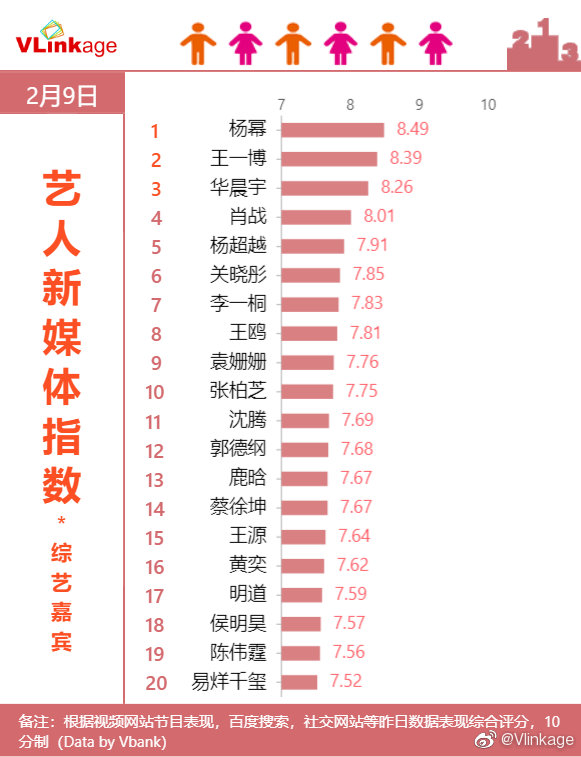 VLinkage
2 1 3
2月9日
艺人新媒体指数
*
综艺嘉宾
7 8 9 10
1 杨幂 8.49
2 王一博 8.39
3 华晨宇 8.26
4 肖战 8.01
5 杨超越 7.91
6 关晓彤 7.85
7 李一桐 7.83
8 王鸥 7.81
9 袁姗姗 7.76
10 张柏芝 7.75
11 沈腾 7.69
12 郭德纲 7.68
13 鹿晗 7.67
14 蔡徐坤 7.67
15 王源 7.64
16 黄奕 7.62
17 明道 7.59
18 侯明昊 7.57
19 陈伟霆 7.56
20 易烊千玺 7.52
备注：根据视频网站节目表现，百度搜索，社交网站等昨日数据表现综合评分，10
分制（Data by Vbank)
@Vlinkage